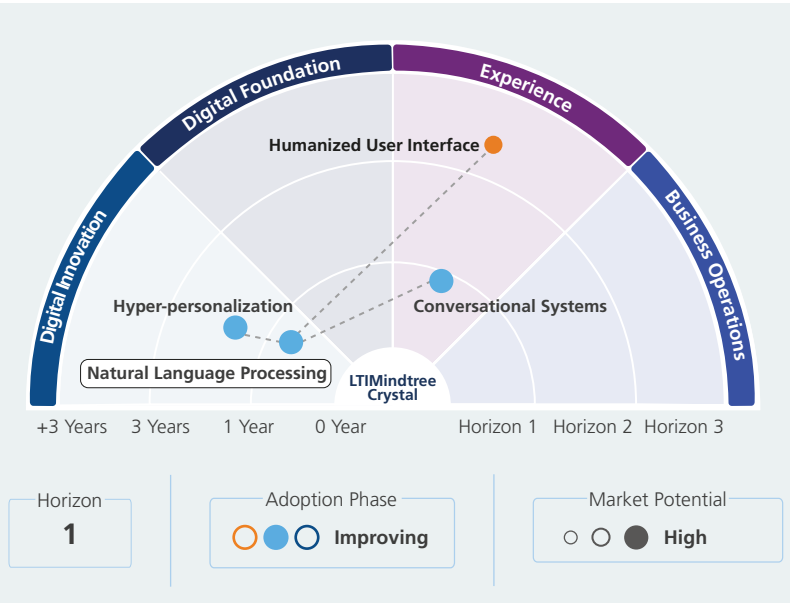 Digital Foundation
Experience
Digital Innovation
Business Operations
Humanized User Interface
Hyper-personalization
Conversational Systems
Natural Language Processing
LTIMindtree
Crystal
+3 Years 3 Years 1 Year 0 Year Horizon 1 Horizon 2 Horizon 3
Horizon
1
Adoption Phase
Improving
Market Potential
High